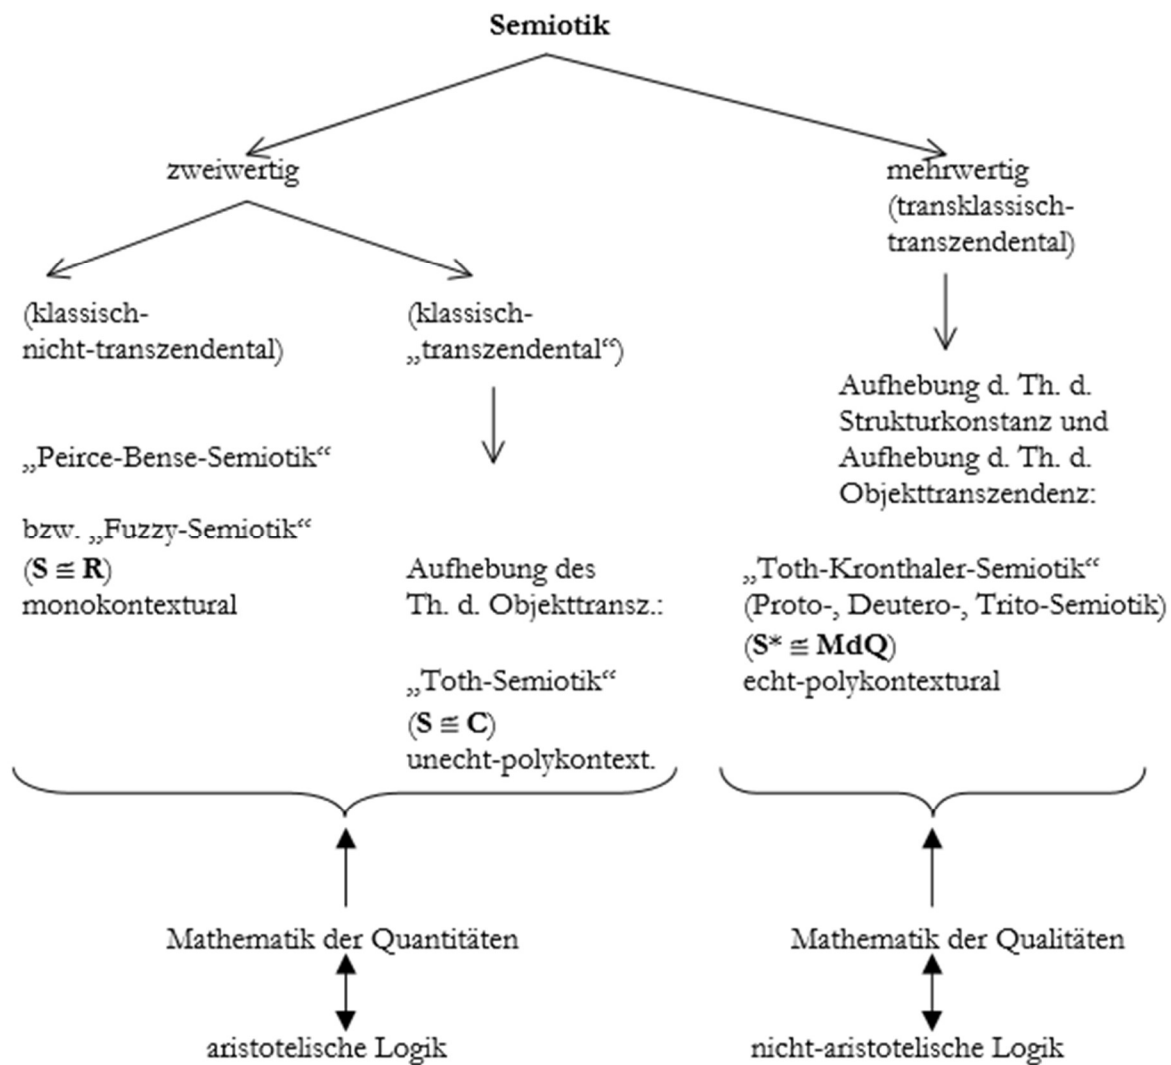 Semiotik
zweiwertig
mehrwertig
(transklassisch-
transzendental)
(klassisch-
nicht-transzendental)
(klassisch-
„transzendental“)
Aufhebung d. Th. d.
Strukturkonstanz und
Aufhebung d. Th. d.
Objekttranszendenz:
„Peirce-Bense-Semiotik“
bzw. „Fuzzy-Semiotik“
(S ≅ R)
monokontextural
Aufhebung des
Th. d. Objekttransz.:
„Toth-Semiotik“
(S ≅ C)
unecht-polykontext.
„Toth-Kronthaler-Semiotik“
(Proto-, Deutero-, Trito-Semiotik)
(S* ≅ MdQ)
echt-polykontextural
Mathematik der Quantitäten
Mathematik der Qualitäten
aristotelische Logik
nicht-aristotelische Logik